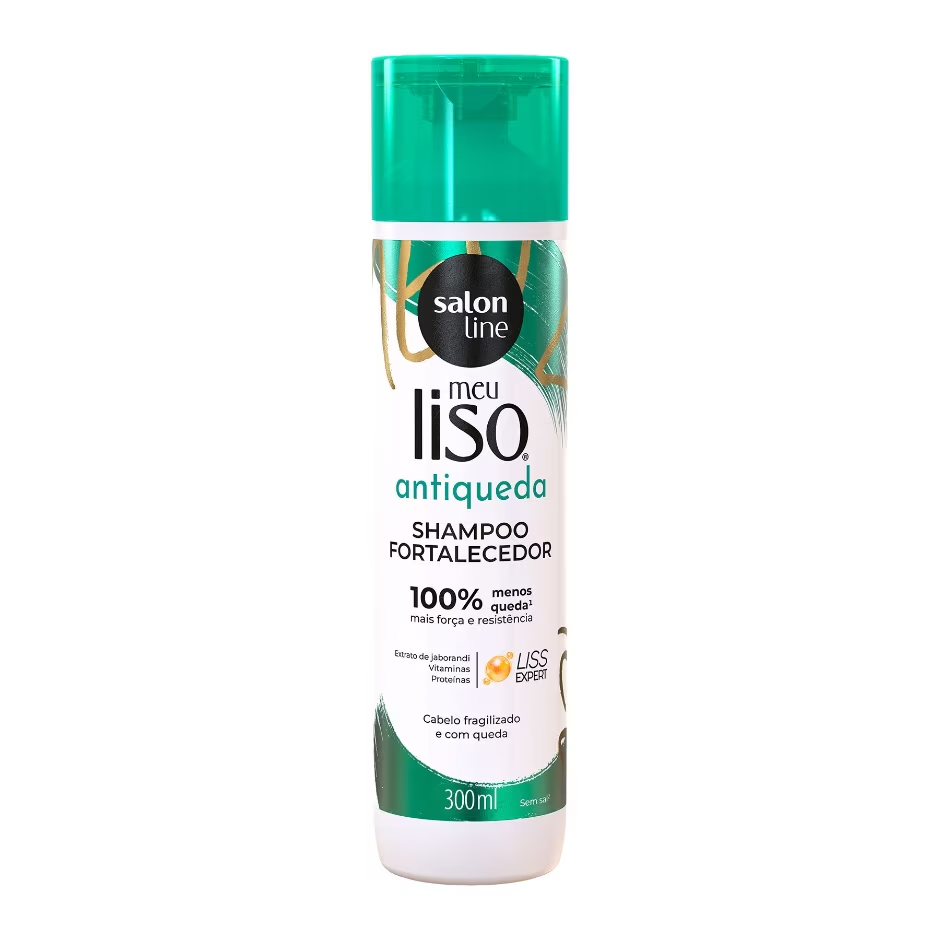 salon
line
meu
liso®
antiqueda
SHAMPOO
FORTALECEDOR
100% menos queda¹
mais força e resistência
Extrato de jaborandi
Vitaminas
Proteínas
LISS
EXPERT
Cabelo fragilizado
e com queda
300ml
Sem sal²